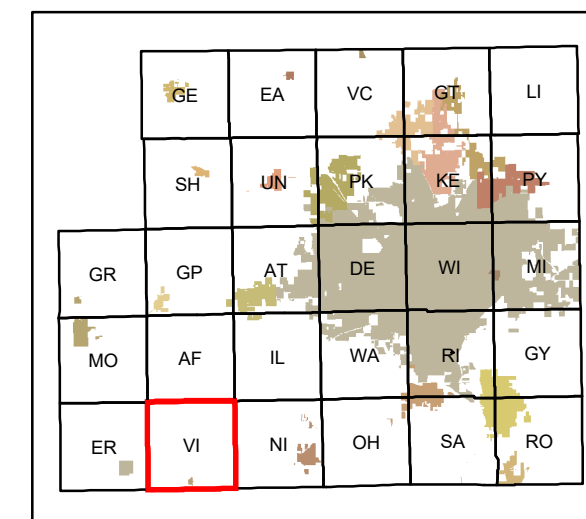 GE EA VC GT LI
SH UN PK KE PY
GR GP AT DE WI MI
MO AF IL WA RI GY
ER VI NI OH SA RO